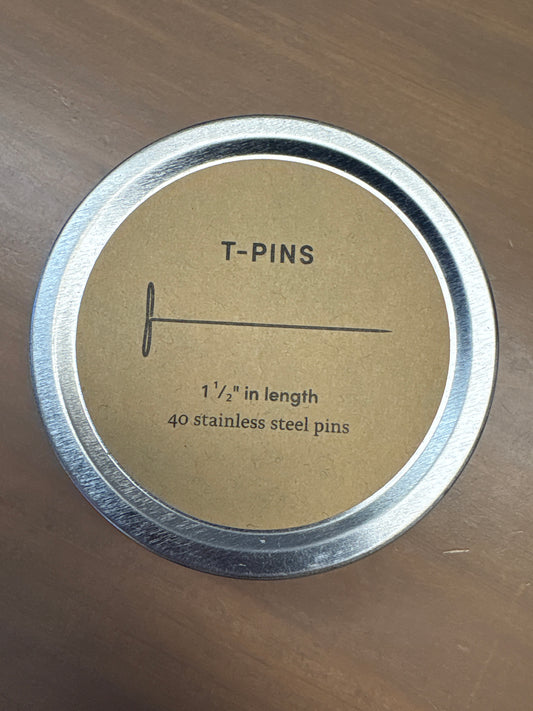 T-PINS
1 1/2" in length
40 stainless steel pins